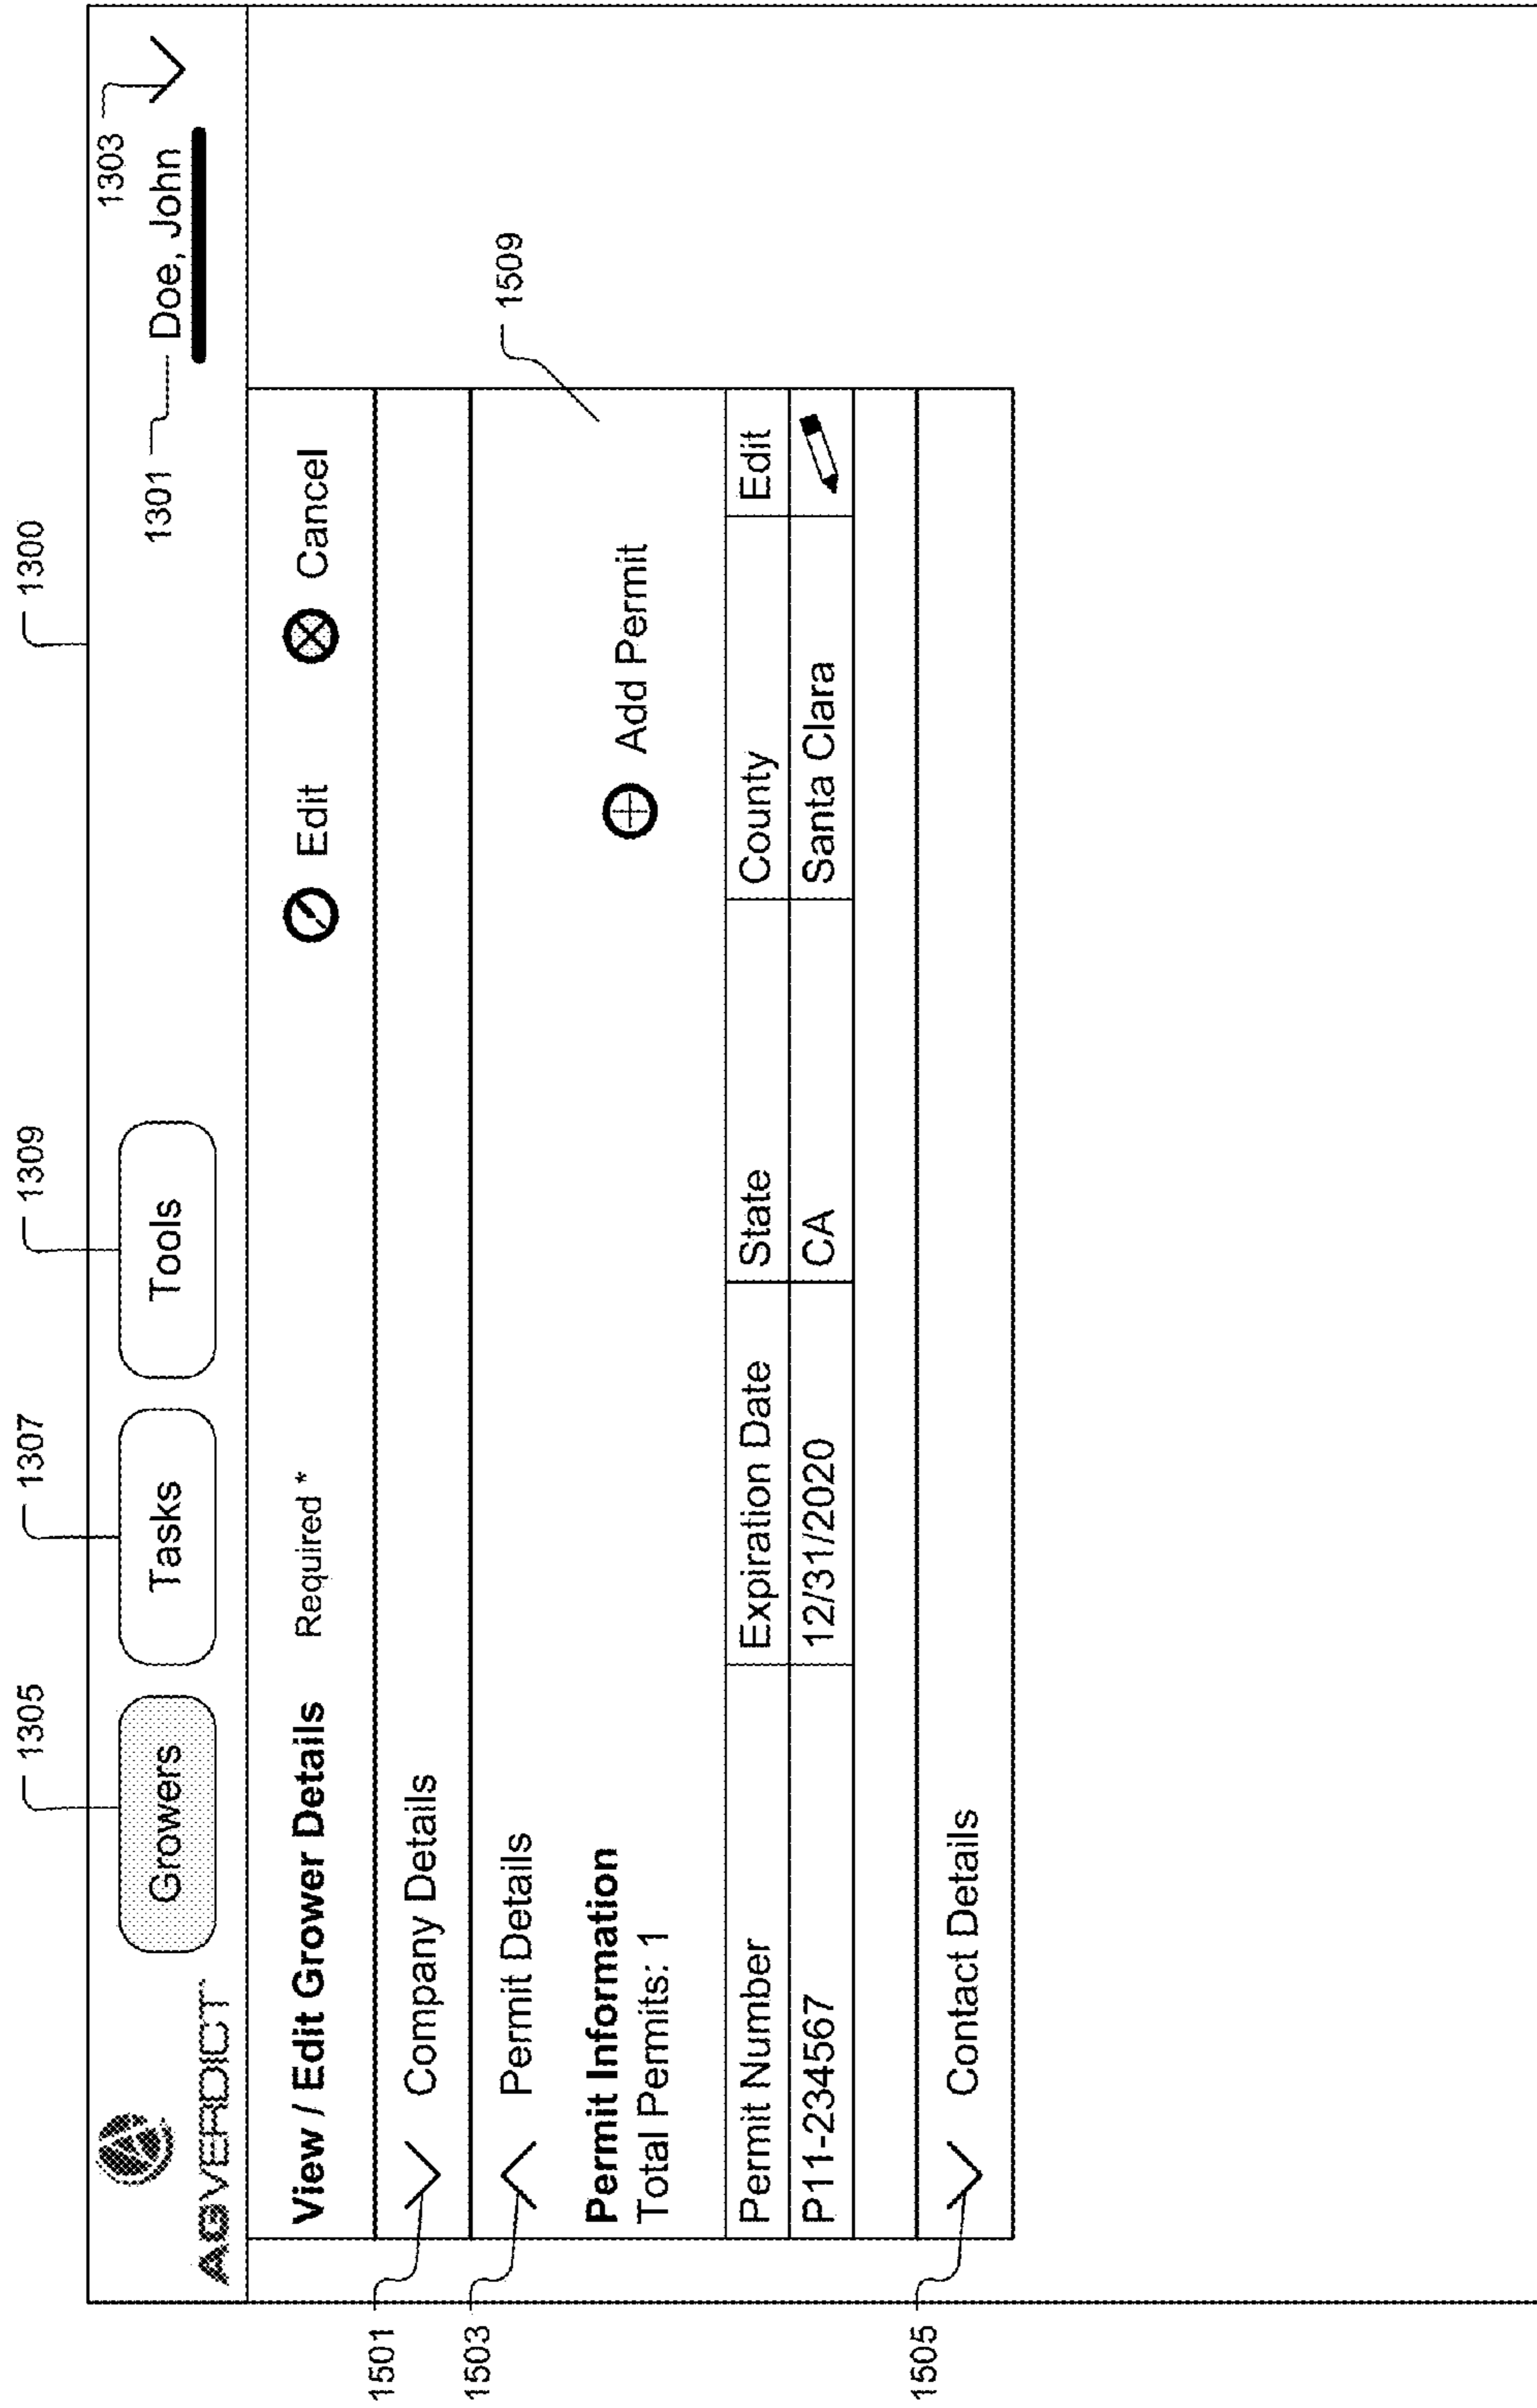 1300
1303
1305
1307
1309
1301
AGVERDICT
Growers
Tasks
Tools
Doe, John
View / Edit Grower Details Required *
Edit
Cancel
1501
Company Details
1503
Permit Details
1509
Permit Information
Total Permits: 1
Add Permit
Permit Number Expiration Date State County Edit
P11-234567 12/31/2020 CA Santa Clara
1505
Contact Details